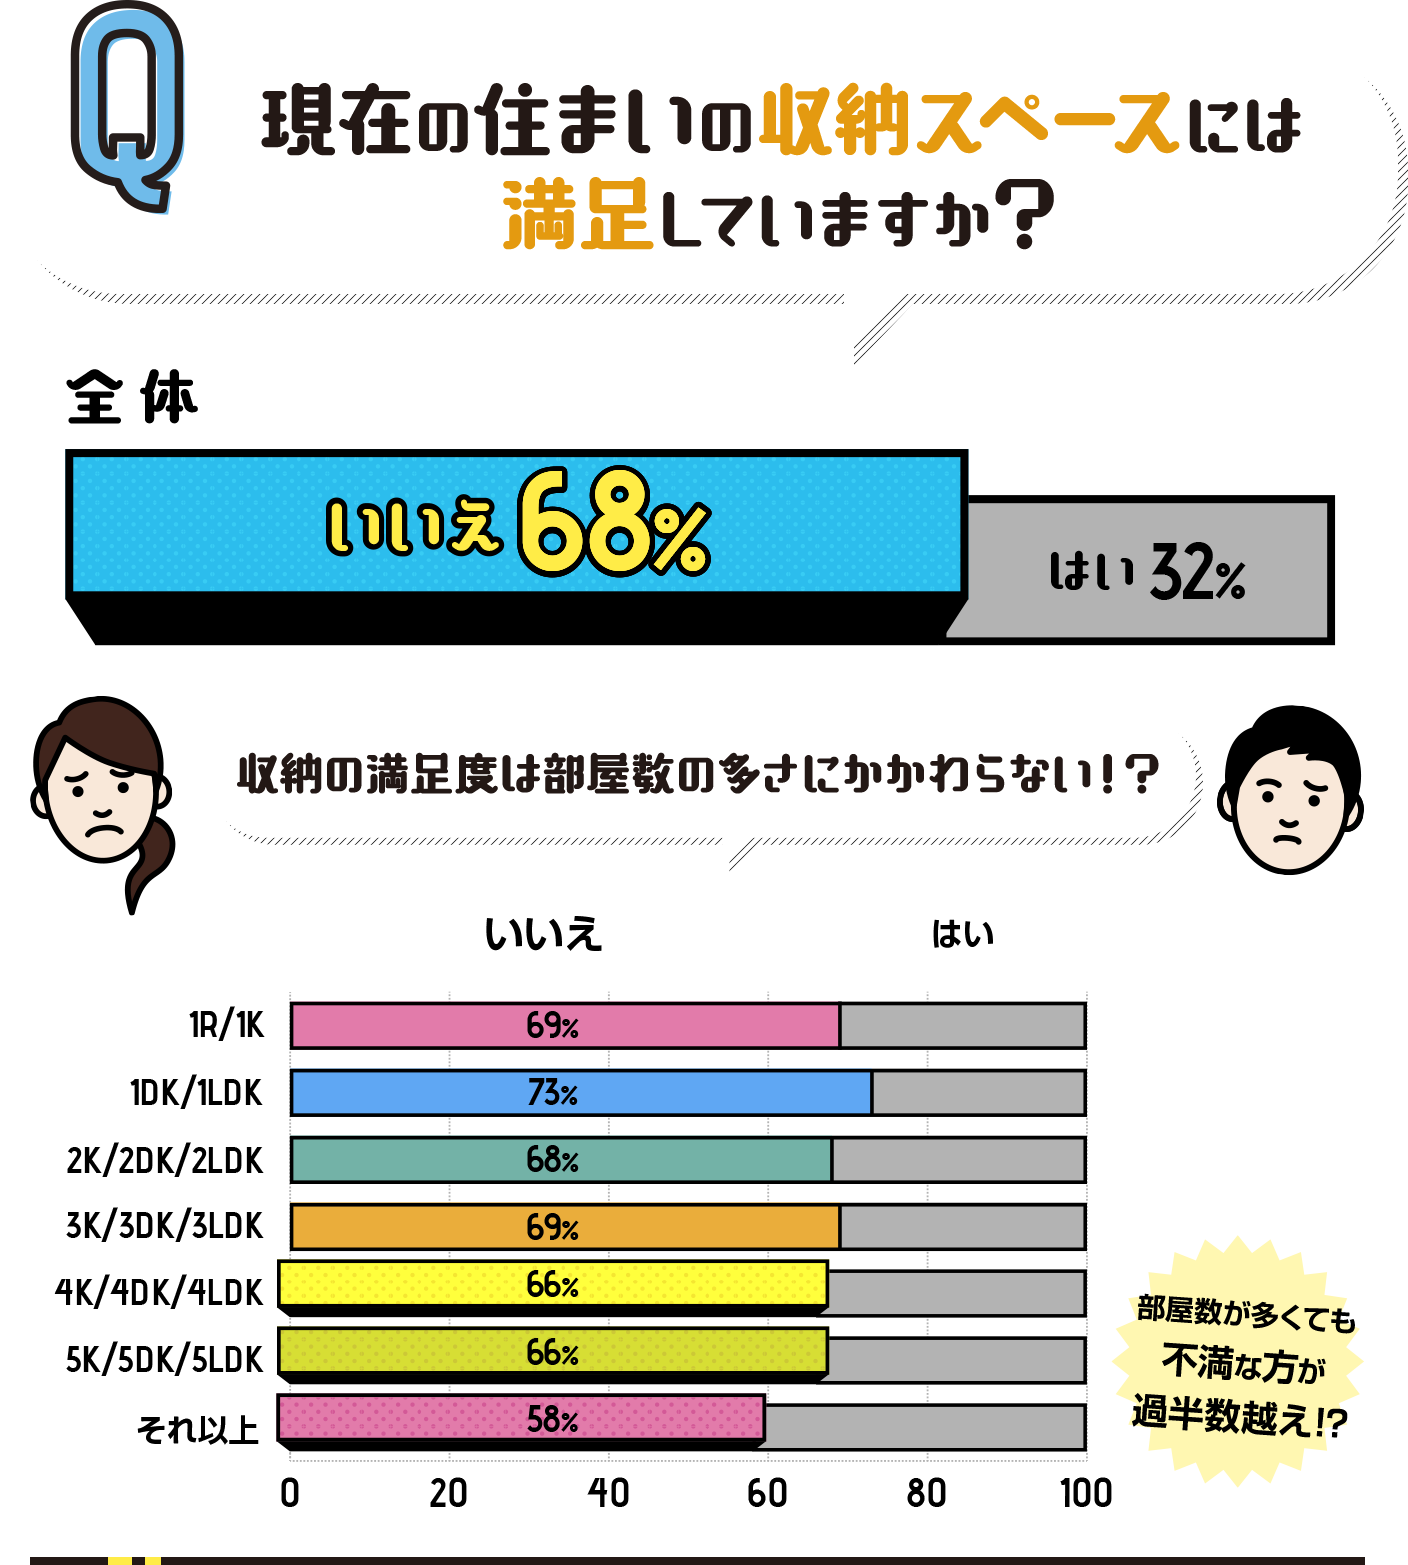 Q
現在の住まいの収納スペースには
満足していますか?
全体
いいえ 68%
はい 32%
収納の満足度は部屋数の多さにかかわらない!?
いいえ はい
1R/1K 69%
1DK/1LDK 73%
2K/2DK/2LDK 68%
3K/3DK/3LDK 69%
4K/4DK/4LDK 66%
5K/5DK/5LDK 66%
それ以上 58%
0 20 40 60 80 100
部屋数が多くても
不満な方が
過半数越え!?